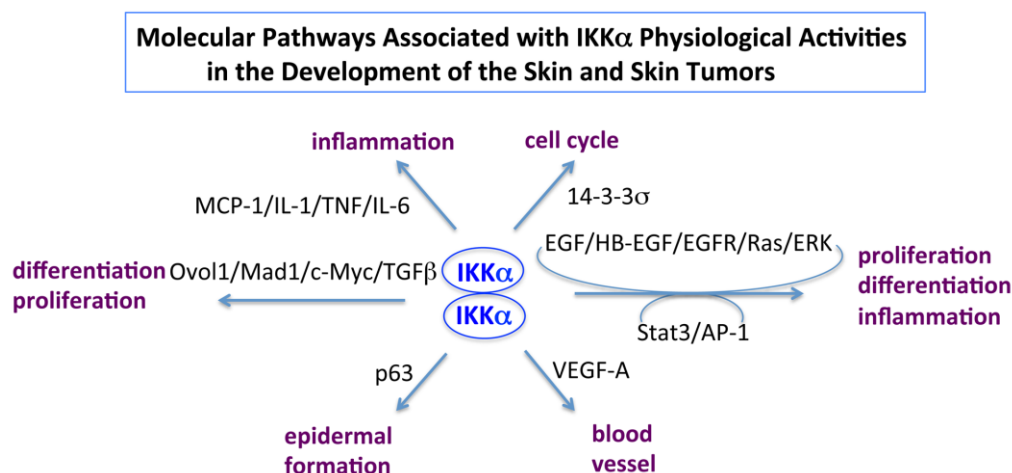 Molecular Pathways Associated with IKKα Physiological Activities
in the Development of the Skin and Skin Tumors
inflammation
cell cycle
MCP-1/IL-1/TNF/IL-6
14-3-3σ
EGF/HB-EGF/EGFR/Ras/ERK
differentiation
proliferation
Ovol1/Mad1/c-Myc/TGFβ
IKKα
IKKα
proliferation
differentiation
inflammation
Stat3/AP-1
p63
VEGF-A
epidermal
formation
blood
vessel